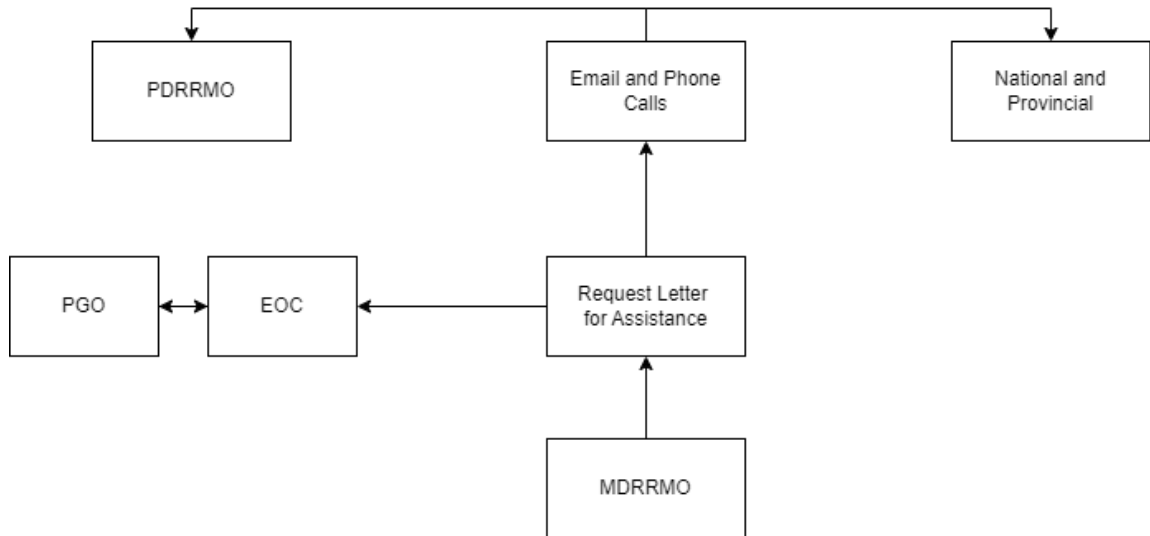 PDRRMO
Email and Phone
Calls
National and
Provincial
PGO
EOC
Request Letter
for Assistance
MDRRMO